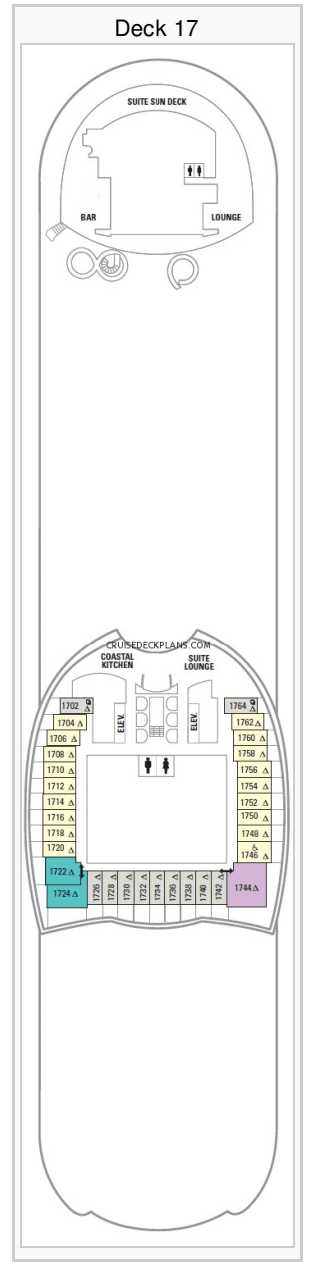 Deck 17
SUITE SUN DECK
BAR
LOUNGE
CRUISEDECKPLANS.COM
COASTAL
KITCHEN
SUITE
LOUNGE
1702
1764
ELEV.
ELEV.
1704
1762
1706
1760
1708
1758
1710
1756
1712
1754
1714
1752
1716
1750
1718
1748
1720
1746
1722
1724
1726
1728
1730
1732
1734
1736
1738
1740
1742
1744